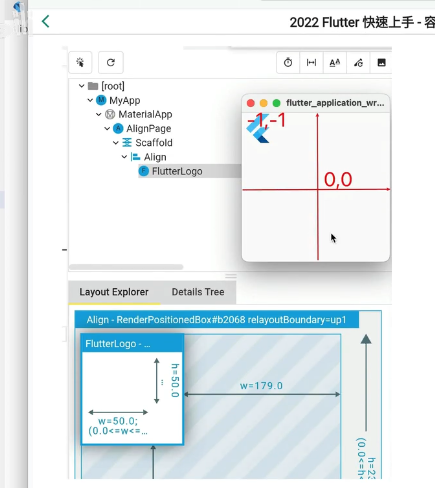 2022 Flutter 快速上手 - 容
[root]
MyApp
MaterialApp
AlignPage
Scaffold
Align
FlutterLogo
flutter_application_wr...
-1,-1
0,0
Layout Explorer
Details Tree
Align - RenderPositionedBox#b2068 relayoutBoundary=up1
FlutterLogo - ...
h=50.0
...
w=50.0;
(0.0<=w<=...
w=179.0
(0.0<=h<